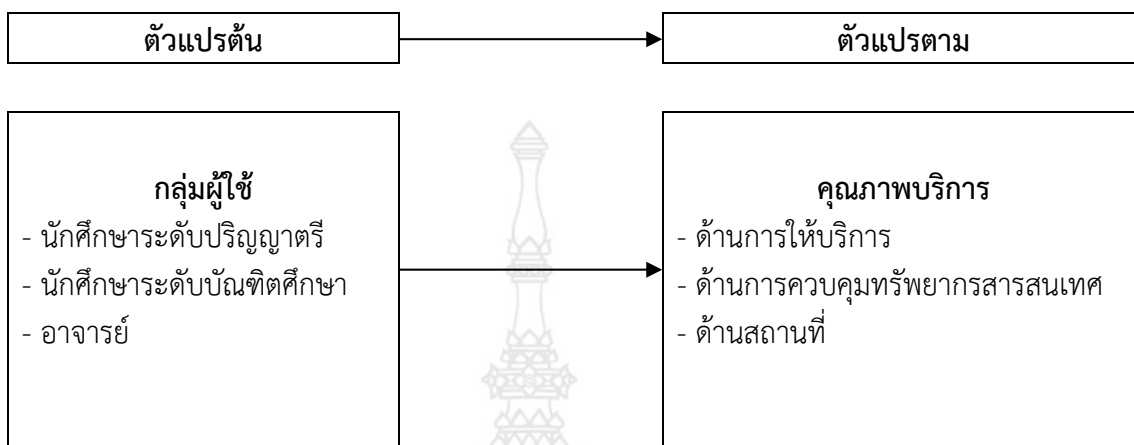 ตัวแปรต้น
ตัวแปรตาม
กลุ่มผู้ใช้
- นักศึกษาระดับปริญญาตรี
- นักศึกษาระดับบัณฑิตศึกษา
- อาจารย์
คุณภาพบริการ
- ด้านการให้บริการ
- ด้านการควบคุมทรัพยากรสารสนเทศ
- ด้านสถานที่